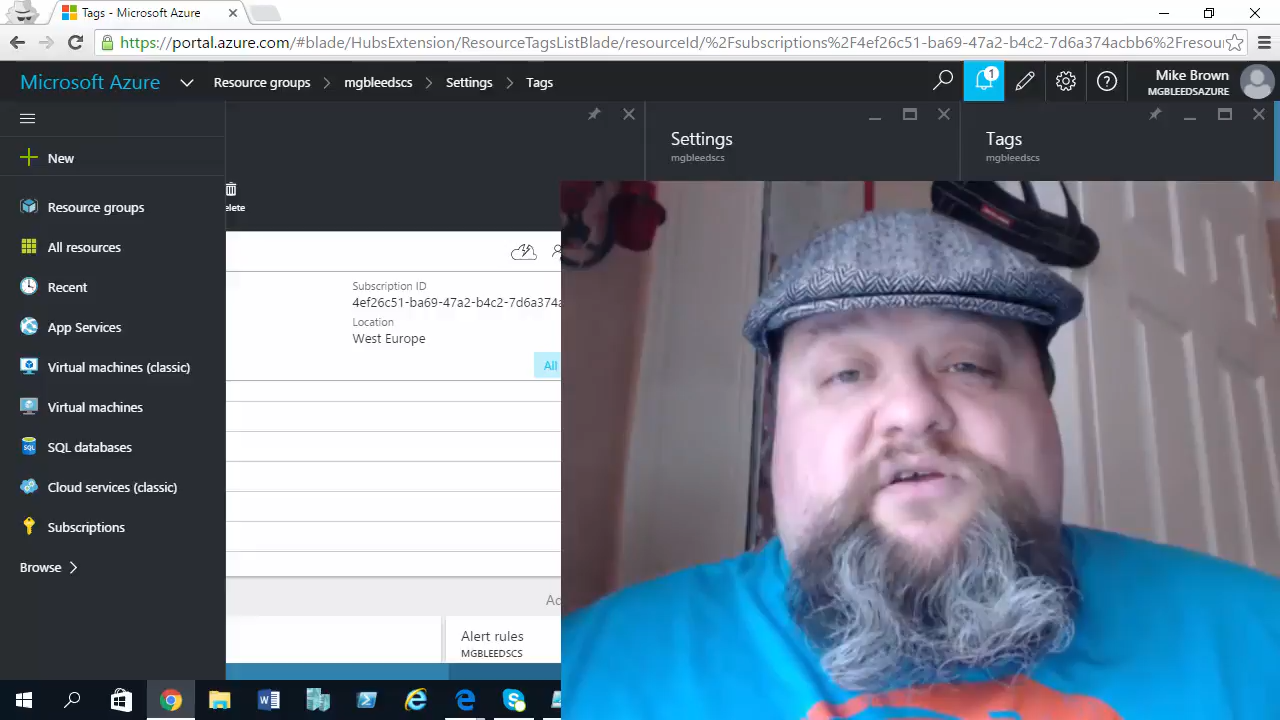 Tags - Microsoft Azure
https://portal.azure.com/#blade/HubsExtension/ResourceTagsListBlade/resourceId/%2Fsubscriptions%2F4ef26c51-ba69-47a2-b4c2-7d6a374acbb6%2Fresou
Microsoft Azure
Resource groups
mgbleedscs
Settings
Tags
1
Mike Brown
MGBLEEDSAZURE
Settings
mgbleedscs
Tags
mgbleedscs
New
Resource groups
All resources
Recent
App Services
Virtual machines (classic)
Virtual machines
SQL databases
Cloud services (classic)
Subscriptions
Browse
elete
Subscription ID
4ef26c51-ba69-47a2-b4c2-7d6a374a
Location
West Europe
All
Alert rules
MGBLEEDSCS